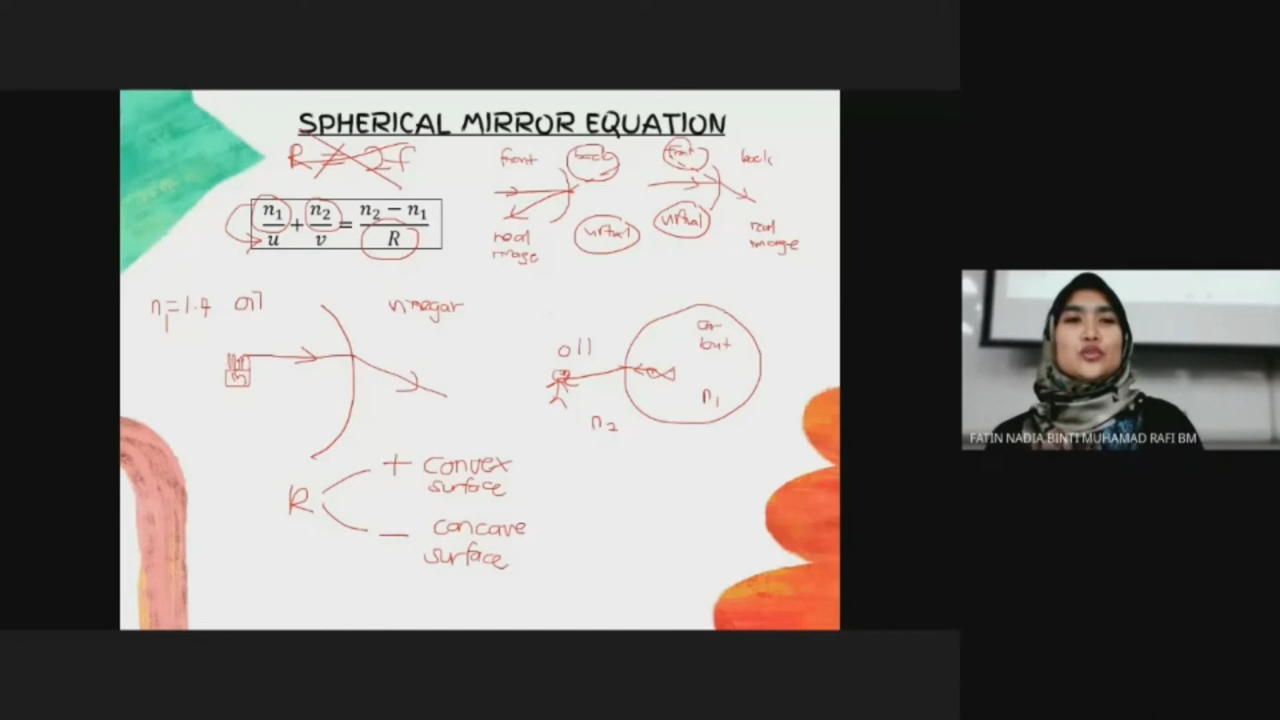 SPHERICAL MIRROR EQUATION
R = 2f
n₁/u + n₂/v = (n₂ − n₁)/R
front back
real image
virtual
front back
virtual
real image
n₁=1.4 oil
vinegar
oil
n₂
n₁
R
+ convex surface
− concave surface
FATIN NADIA BINTI MUHAMAD RAFI BM